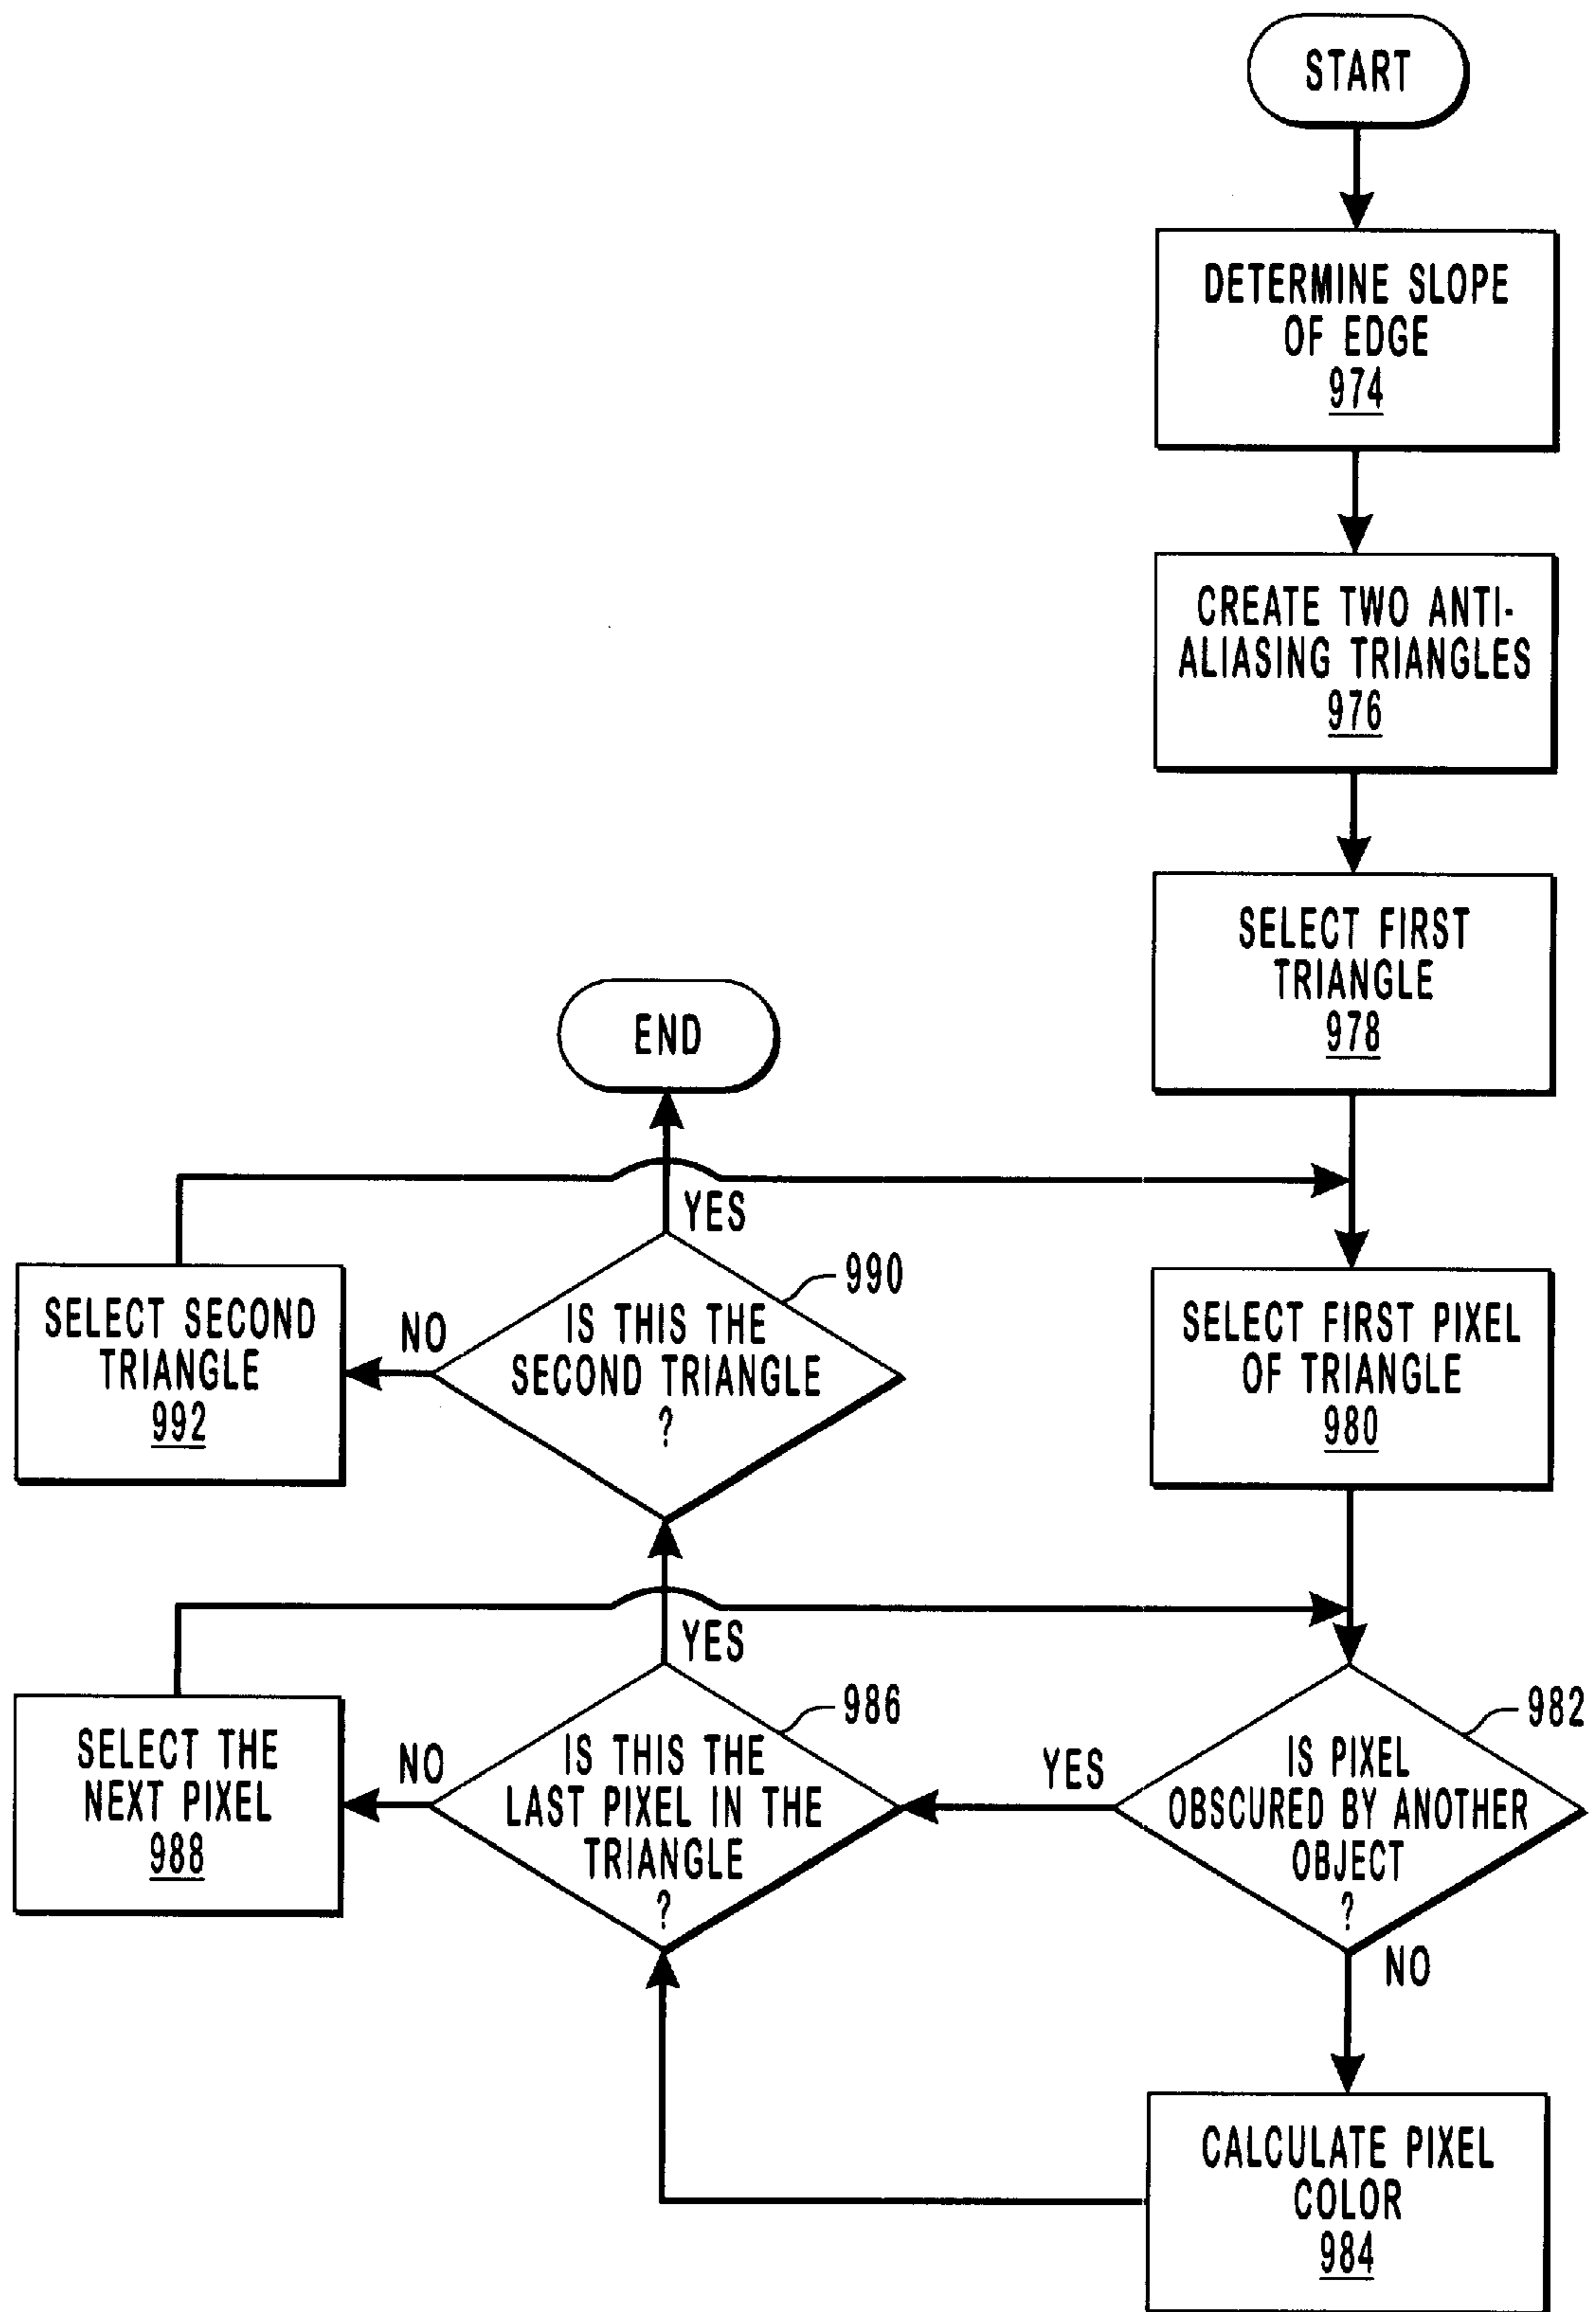 START
DETERMINE SLOPE
OF EDGE
974
CREATE TWO ANTI-
ALIASING TRIANGLES
976
SELECT FIRST
TRIANGLE
978
END
YES
990
SELECT SECOND
TRIANGLE
992
NO
IS THIS THE
SECOND TRIANGLE
?
SELECT FIRST PIXEL
OF TRIANGLE
980
YES
986
982
SELECT THE
NEXT PIXEL
988
NO
IS THIS THE
LAST PIXEL IN THE
TRIANGLE
?
YES
IS PIXEL
OBSCURED BY ANOTHER
OBJECT
?
NO
CALCULATE PIXEL
COLOR
984